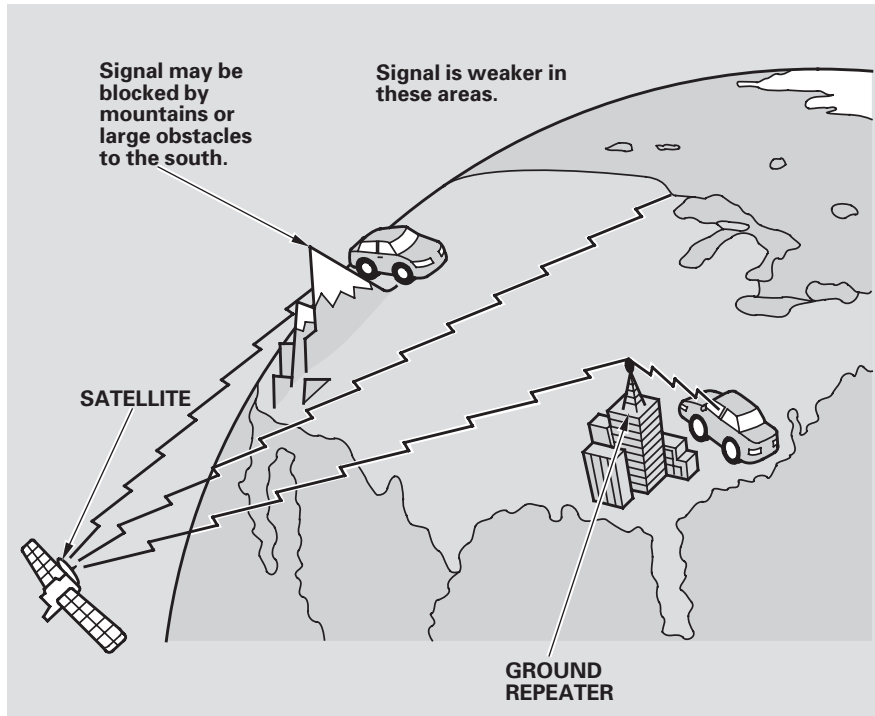 Signal may be
blocked by
mountains or
large obstacles
to the south.
Signal is weaker in
these areas.
SATELLITE
GROUND
REPEATER